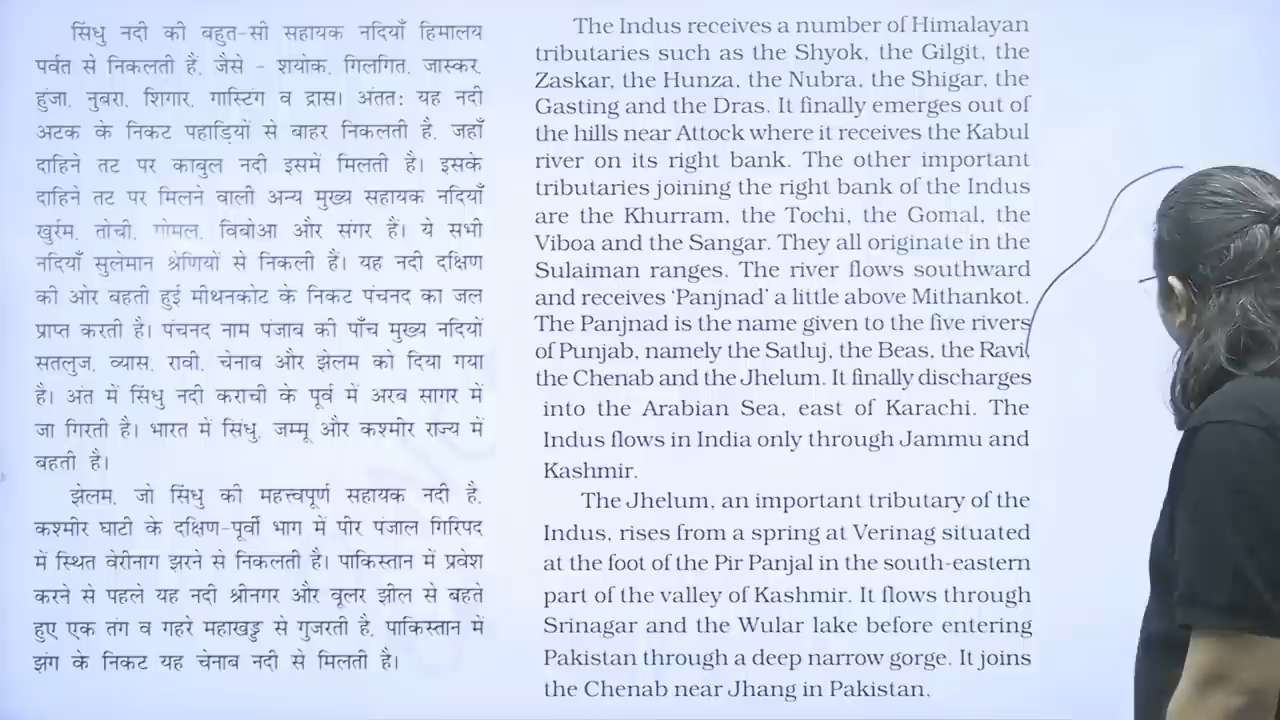 सिंधु नदी की बहुत-सी सहायक नदियाँ हिमालय
पर्वत से निकलती हैं, जैसे - शयोक, गिलगित, जास्कर,
हुंजा, नुबरा, शिगार, गास्टिंग व द्रास। अंततः यह नदी
अटक के निकट पहाड़ियों से बाहर निकलती है, जहाँ
दाहिने तट पर काबुल नदी इसमें मिलती है। इसके
दाहिने तट पर मिलने वाली अन्य मुख्य सहायक नदियाँ
खुर्रम, तोची, गोमल, विबोआ और संगर हैं। ये सभी
नदियाँ सुलेमान श्रेणियों से निकली हैं। यह नदी दक्षिण
की ओर बहती हुई मीथनकोट के निकट पंचनद का जल
प्राप्त करती है। पंचनद नाम पंजाब की पाँच मुख्य नदियों
सतलुज, व्यास, रावी, चेनाब और झेलम को दिया गया
है। अंत में सिंधु नदी कराची के पूर्व में अरब सागर में
जा गिरती है। भारत में सिंधु, जम्मू और कश्मीर राज्य में
बहती है।
झेलम, जो सिंधु की महत्त्वपूर्ण सहायक नदी है,
कश्मीर घाटी के दक्षिण-पूर्वी भाग में पीर पंजाल गिरिपद
में स्थित वेरीनाग झरने से निकलती है। पाकिस्तान में प्रवेश
करने से पहले यह नदी श्रीनगर और वूलर झील से बहते
हुए एक तंग व गहरे महाखड्ड से गुजरती है, पाकिस्तान में
झंग के निकट यह चेनाब नदी से मिलती है।
The Indus receives a number of Himalayan
tributaries such as the Shyok, the Gilgit, the
Zaskar, the Hunza, the Nubra, the Shigar, the
Gasting and the Dras. It finally emerges out of
the hills near Attock where it receives the Kabul
river on its right bank. The other important
tributaries joining the right bank of the Indus
are the Khurram, the Tochi, the Gomal, the
Viboa and the Sangar. They all originate in the
Sulaiman ranges. The river flows southward
and receives ‘Panjnad’ a little above Mithankot.
The Panjnad is the name given to the five rivers
of Punjab, namely the Satluj, the Beas, the Ravi,
the Chenab and the Jhelum. It finally discharges
into the Arabian Sea, east of Karachi. The
Indus flows in India only through Jammu and
Kashmir.
The Jhelum, an important tributary of the
Indus, rises from a spring at Verinag situated
at the foot of the Pir Panjal in the south-eastern
part of the valley of Kashmir. It flows through
Srinagar and the Wular lake before entering
Pakistan through a deep narrow gorge. It joins
the Chenab near Jhang in Pakistan.